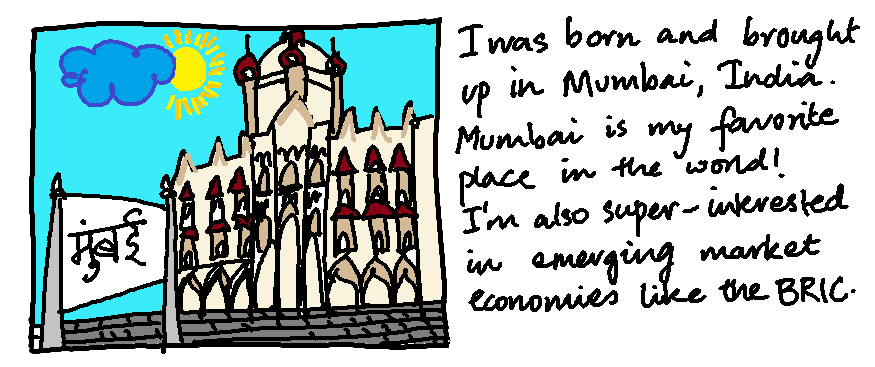 मुंबई
I was born and brought
up in Mumbai, India.
Mumbai is my favorite
place in the world!
I'm also super-interested
in emerging market
economies like the BRIC.